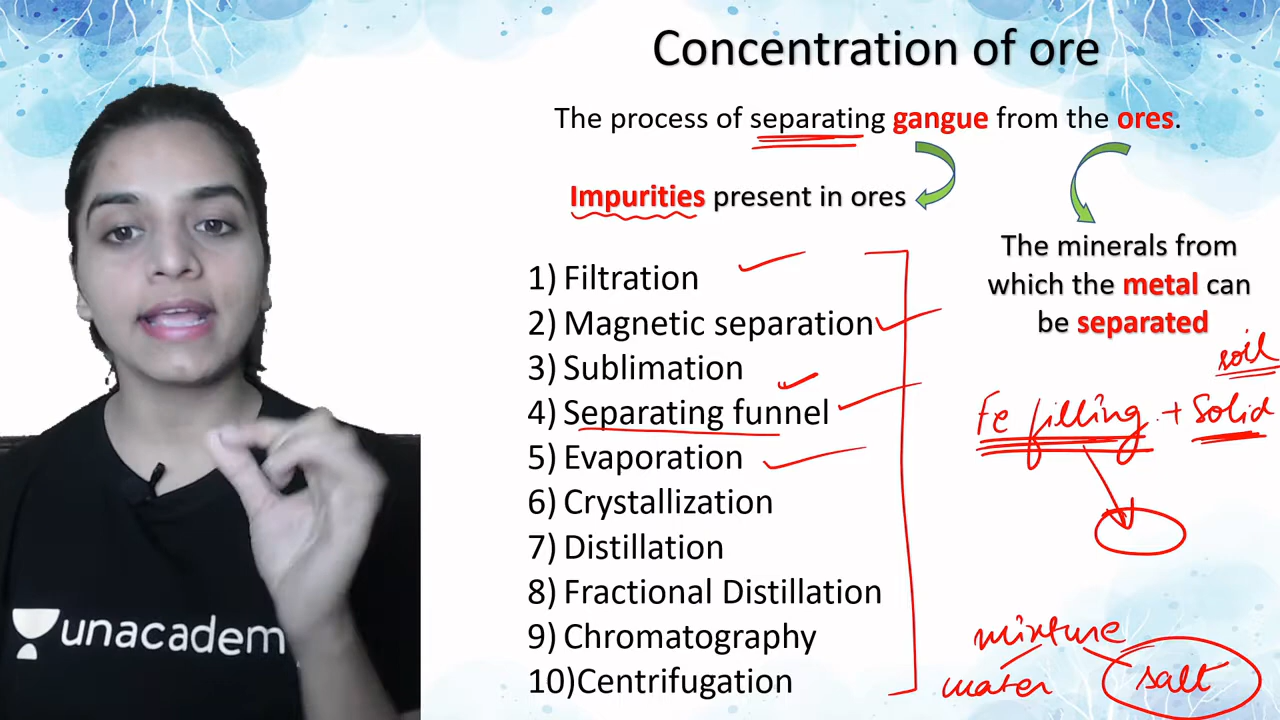 Concentration of ore
The process of separating gangue from the ores.
Impurities present in ores
The minerals from
which the metal can
be separated
1) Filtration
2) Magnetic separation
3) Sublimation
4) Separating funnel
5) Evaporation
6) Crystallization
7) Distillation
8) Fractional Distillation
9) Chromatography
10)Centrifugation
soil
Fe filling + Solid
mixture
water salt
unacadem